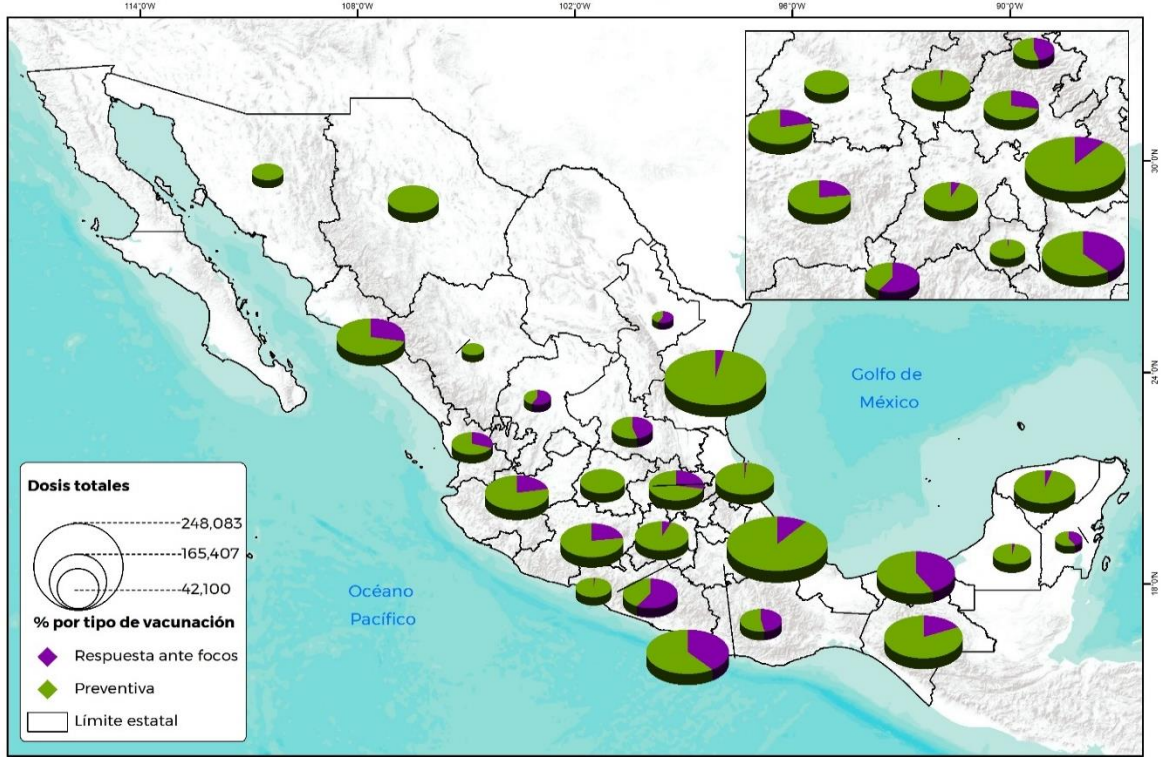 114°0'W
108°0'W
102°0'W
96°0'W
90°0'W
30°0'N
24°0'N
18°0'N
Golfo de
México
Océano
Pacífico
Dosis totales
248,083
165,407
42,100
% por tipo de vacunación
Respuesta ante focos
Preventiva
Límite estatal